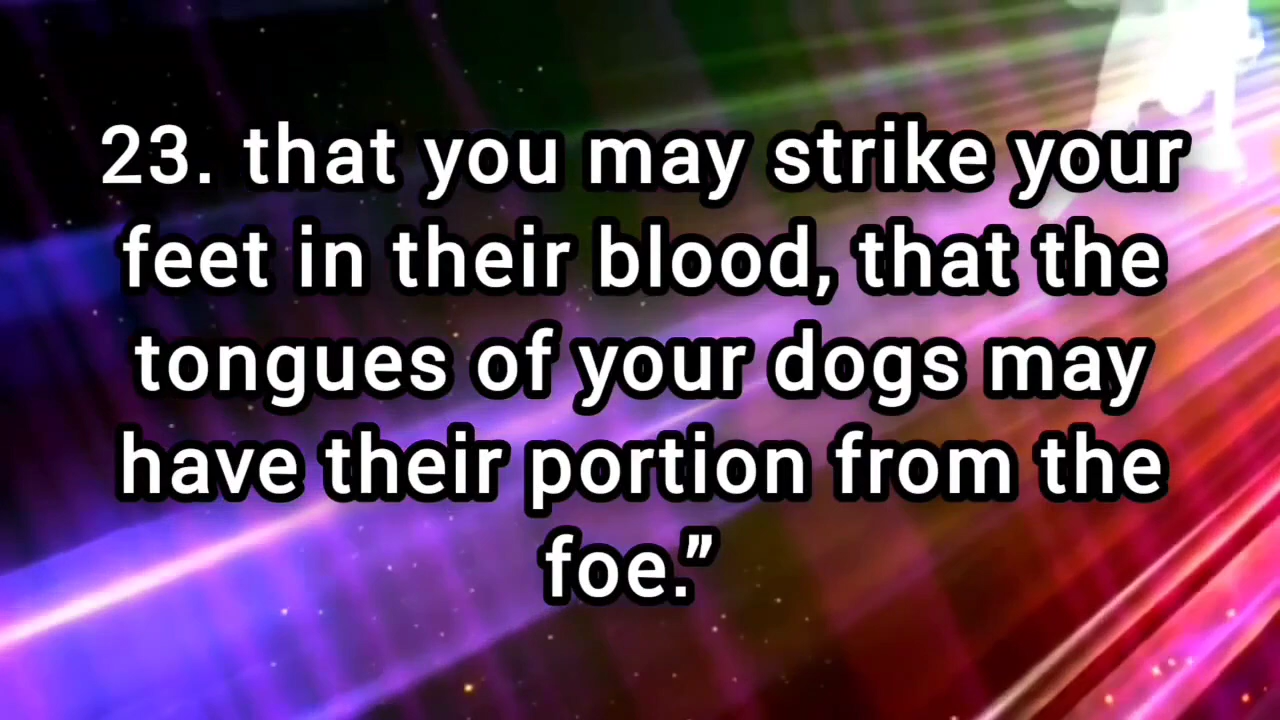 23. that you may strike your
feet in their blood, that the
tongues of your dogs may
have their portion from the
foe.”